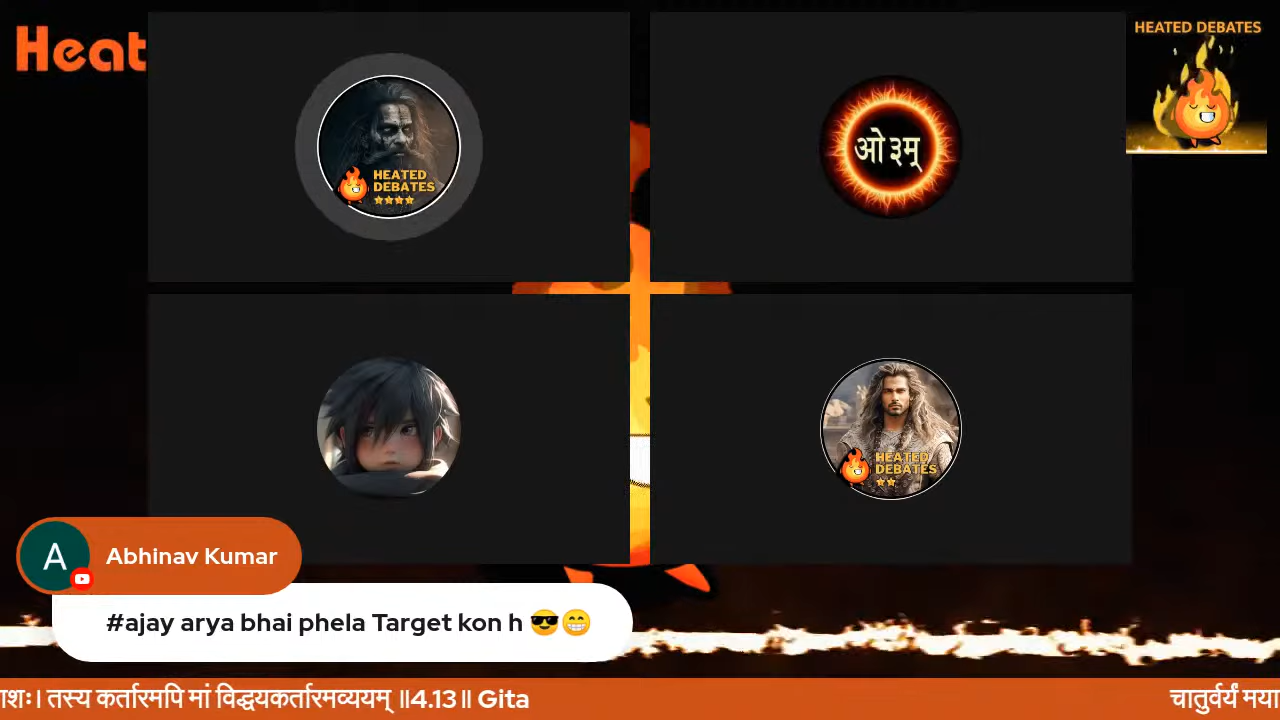 Heat
HEATED DEBATES
HEATED
DEBATES
ओ३म्
HEATED
DEBATES
Abhinav Kumar
#ajay arya bhai phela Target kon h 😎😁
ाशः। तस्य कर्तारमपि मां विद्धयकर्तारमव्ययम् ॥4.13॥ Gita
चातुर्वर्यं मया